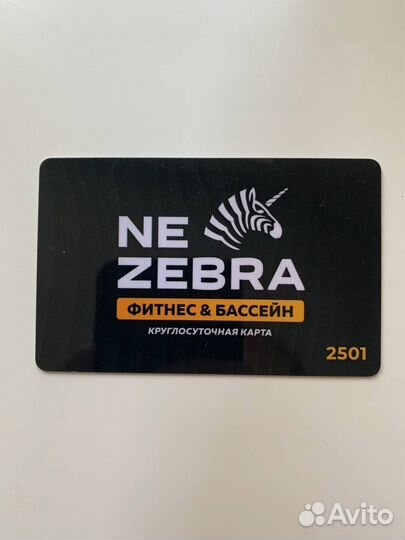 NE
ZEBRA
ФИТНЕС & БАССЕЙН
КРУГЛОСУТОЧНАЯ КАРТА
2501
Avito